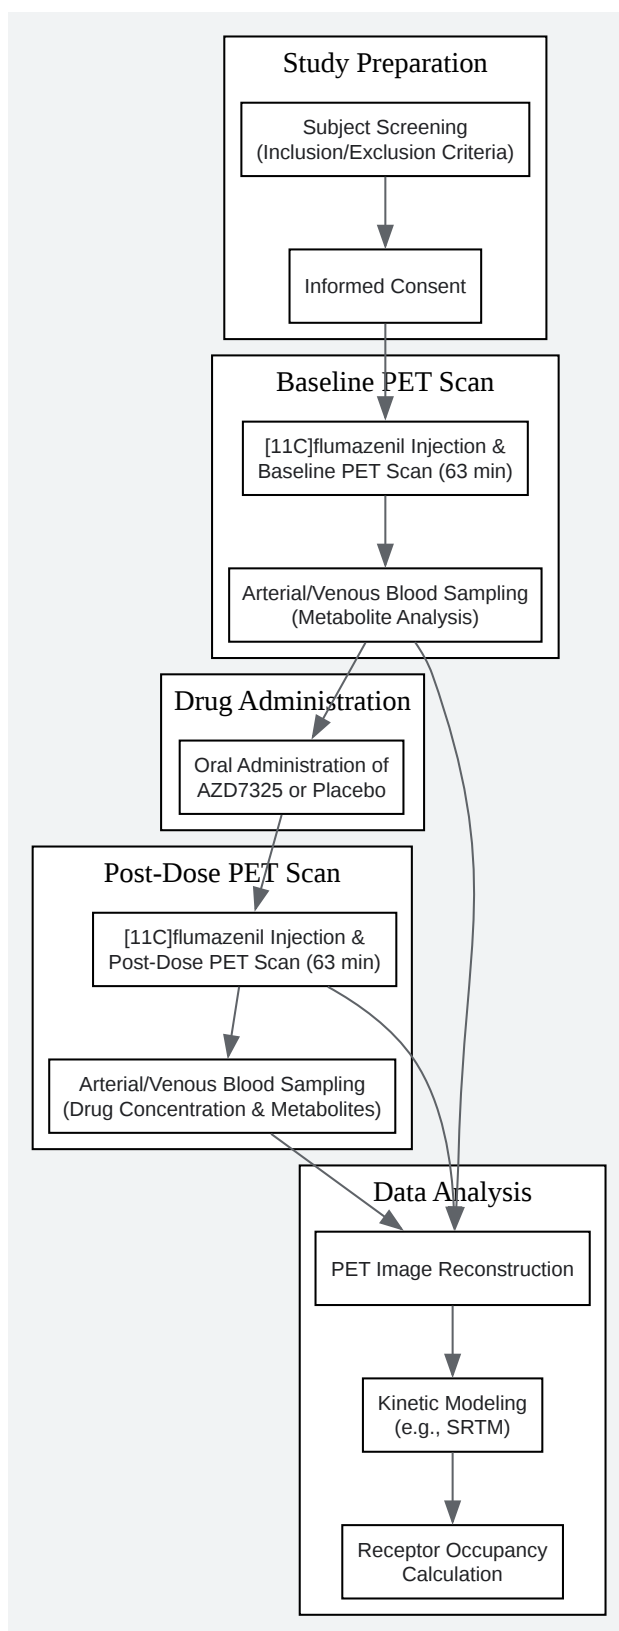 Study Preparation
Subject Screening
(Inclusion/Exclusion Criteria)
Informed Consent
Baseline PET Scan
[11C]flumazenil Injection &
Baseline PET Scan (63 min)
Arterial/Venous Blood Sampling
(Metabolite Analysis)
Drug Administration
Oral Administration of
AZD7325 or Placebo
Post-Dose PET Scan
[11C]flumazenil Injection &
Post-Dose PET Scan (63 min)
Arterial/Venous Blood Sampling
(Drug Concentration & Metabolites)
Data Analysis
PET Image Reconstruction
Kinetic Modeling
(e.g., SRTM)
Receptor Occupancy
Calculation